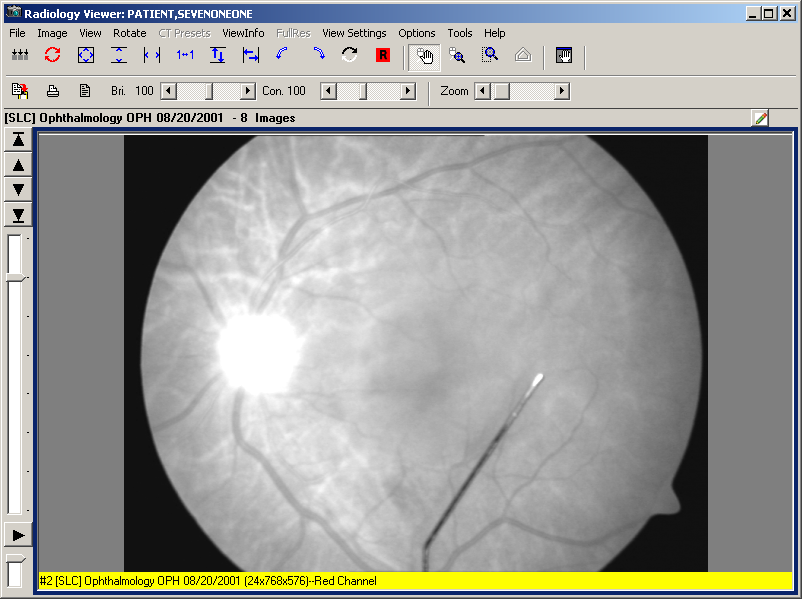 Radiology Viewer: PATIENT,SEVENONEONE
File Image View Rotate CT Presets ViewInfo FullRes View Settings Options Tools Help
1↔1 R
Bri. 100 Con. 100 Zoom
[SLC] Ophthalmology OPH 08/20/2001 - 8 Images
#2 [SLC] Ophthalmology OPH 08/20/2001 (24x768x576)--Red Channel